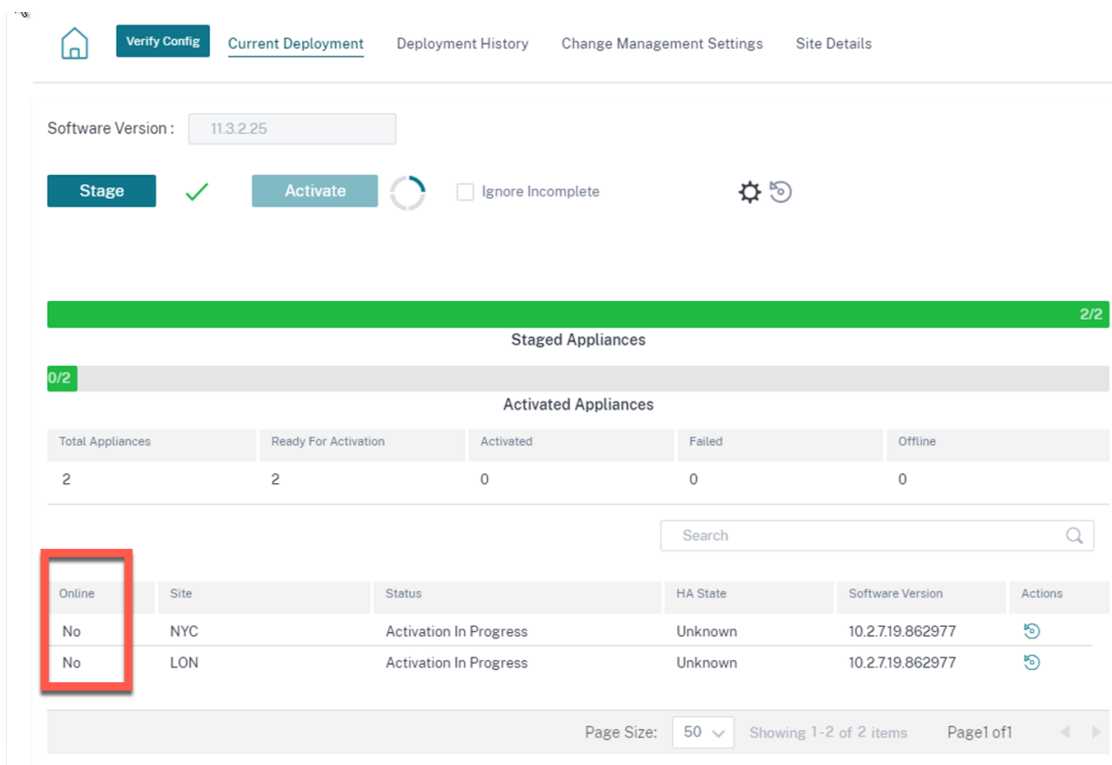 Verify Config Current Deployment Deployment History Change Management Settings Site Details
Software Version : 11.3.2.25
Stage Activate Ignore Incomplete
2/2
Staged Appliances
0/2
Activated Appliances
Total Appliances Ready For Activation Activated Failed Offline
2 2 0 0 0
Search
Online Site Status HA State Software Version Actions
No NYC Activation In Progress Unknown 10.2.7.19.862977
No LON Activation In Progress Unknown 10.2.7.19.862977
Page Size: 50 Showing 1-2 of 2 items Page1 of1